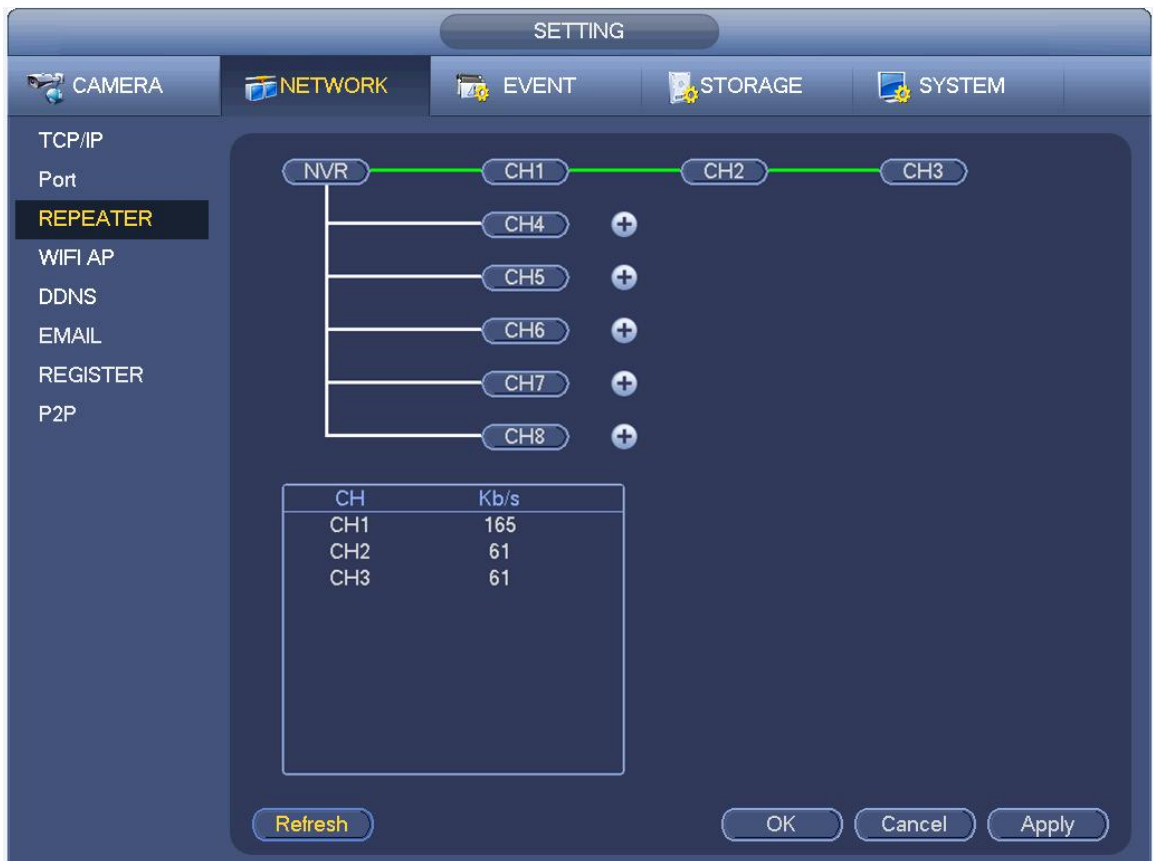 SETTING
CAMERA NETWORK EVENT STORAGE SYSTEM
TCP/IP
Port
REPEATER
WIFI AP
DDNS
EMAIL
REGISTER
P2P
NVR CH1 CH2 CH3
CH4
CH5
CH6
CH7
CH8
CH Kb/s
CH1 165
CH2 61
CH3 61
Refresh OK Cancel Apply